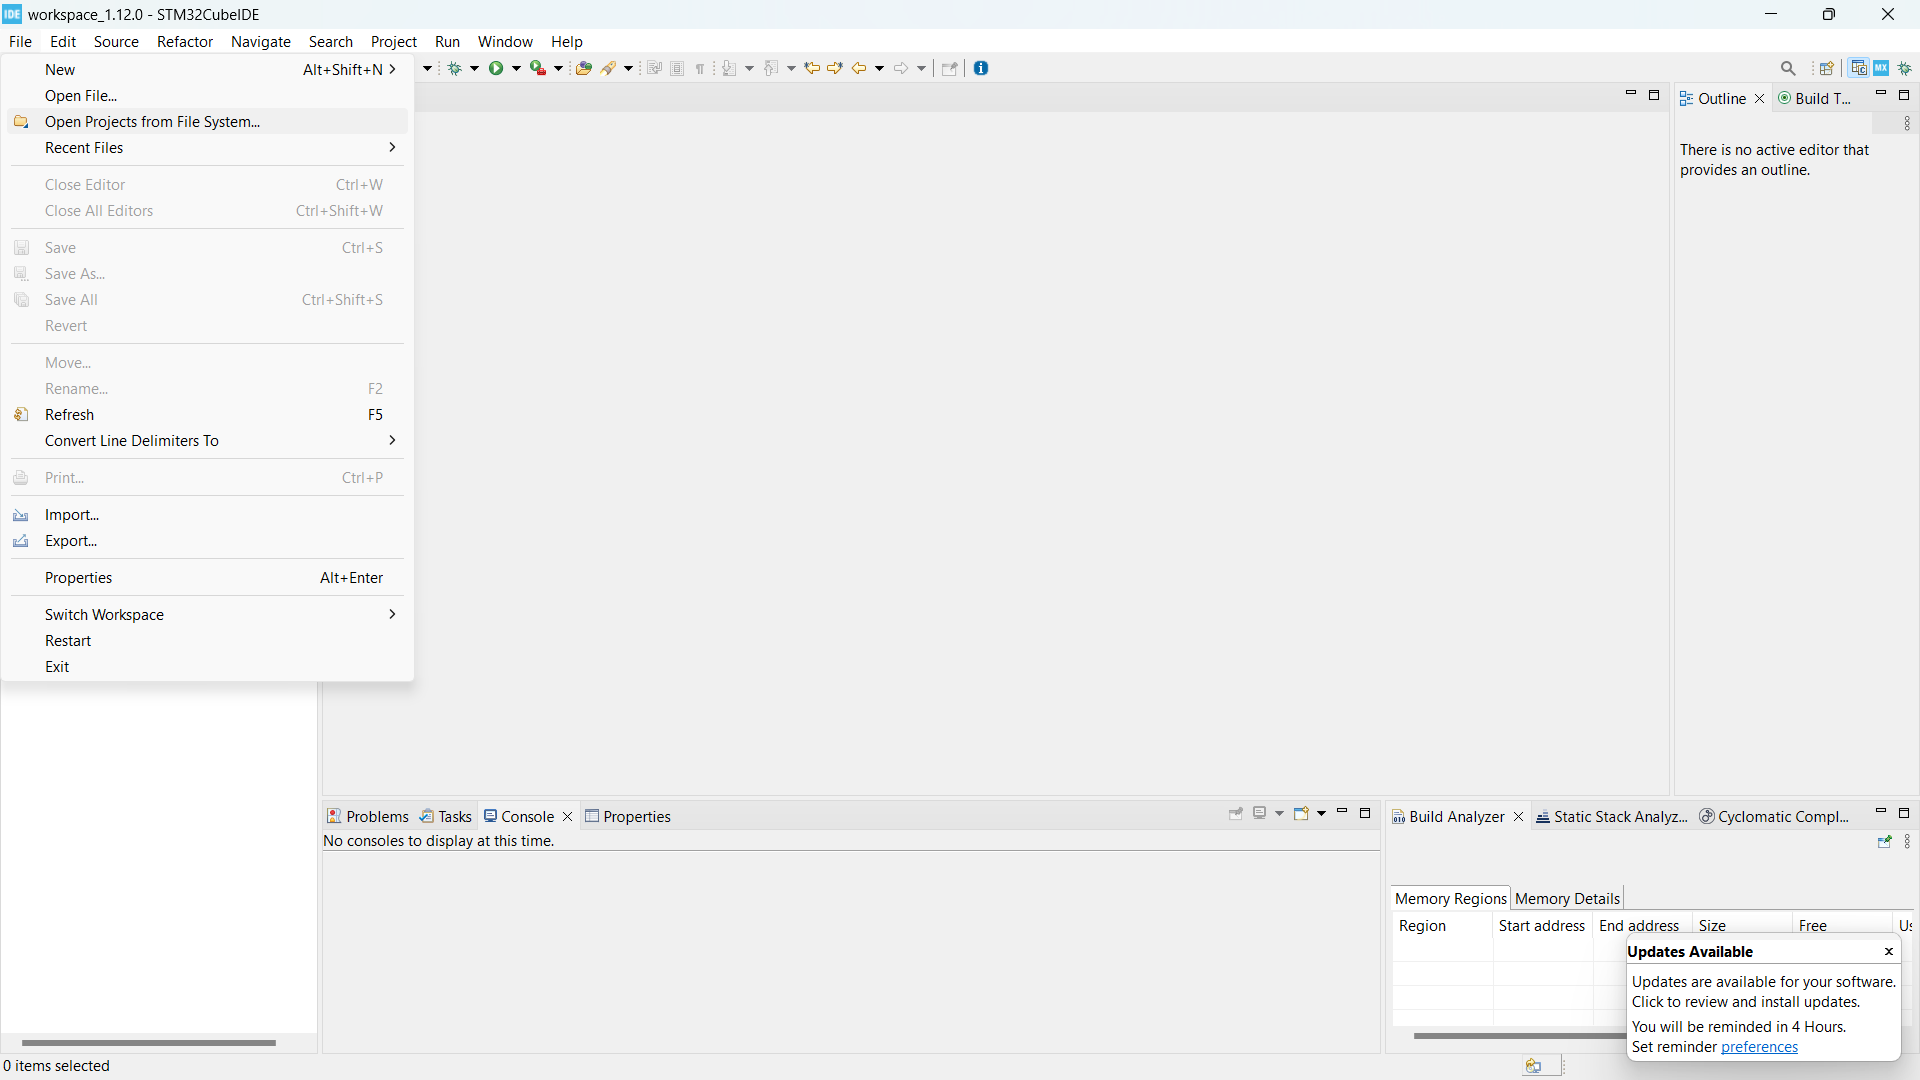 IDE workspace_1.12.0 - STM32CubeIDE
File Edit Source Refactor Navigate Search Project Run Window Help
New Alt+Shift+N
Open File...
Open Projects from File System...
Recent Files
Close Editor Ctrl+W
Close All Editors Ctrl+Shift+W
Save Ctrl+S
Save As...
Save All Ctrl+Shift+S
Revert
Move...
Rename... F2
Refresh F5
Convert Line Delimiters To
Print... Ctrl+P
Import...
Export...
Properties Alt+Enter
Switch Workspace
Restart
Exit
MX
Outline Build T...
There is no active editor that
provides an outline.
Problems Tasks Console Properties
No consoles to display at this time.
Build Analyzer Static Stack Analyz... Cyclomatic Compl...
Memory Regions Memory Details
Region Start address End address Size Free
Updates Available
Updates are available for your software.
Click to review and install updates.
You will be reminded in 4 Hours.
Set reminder preferences
0 items selected